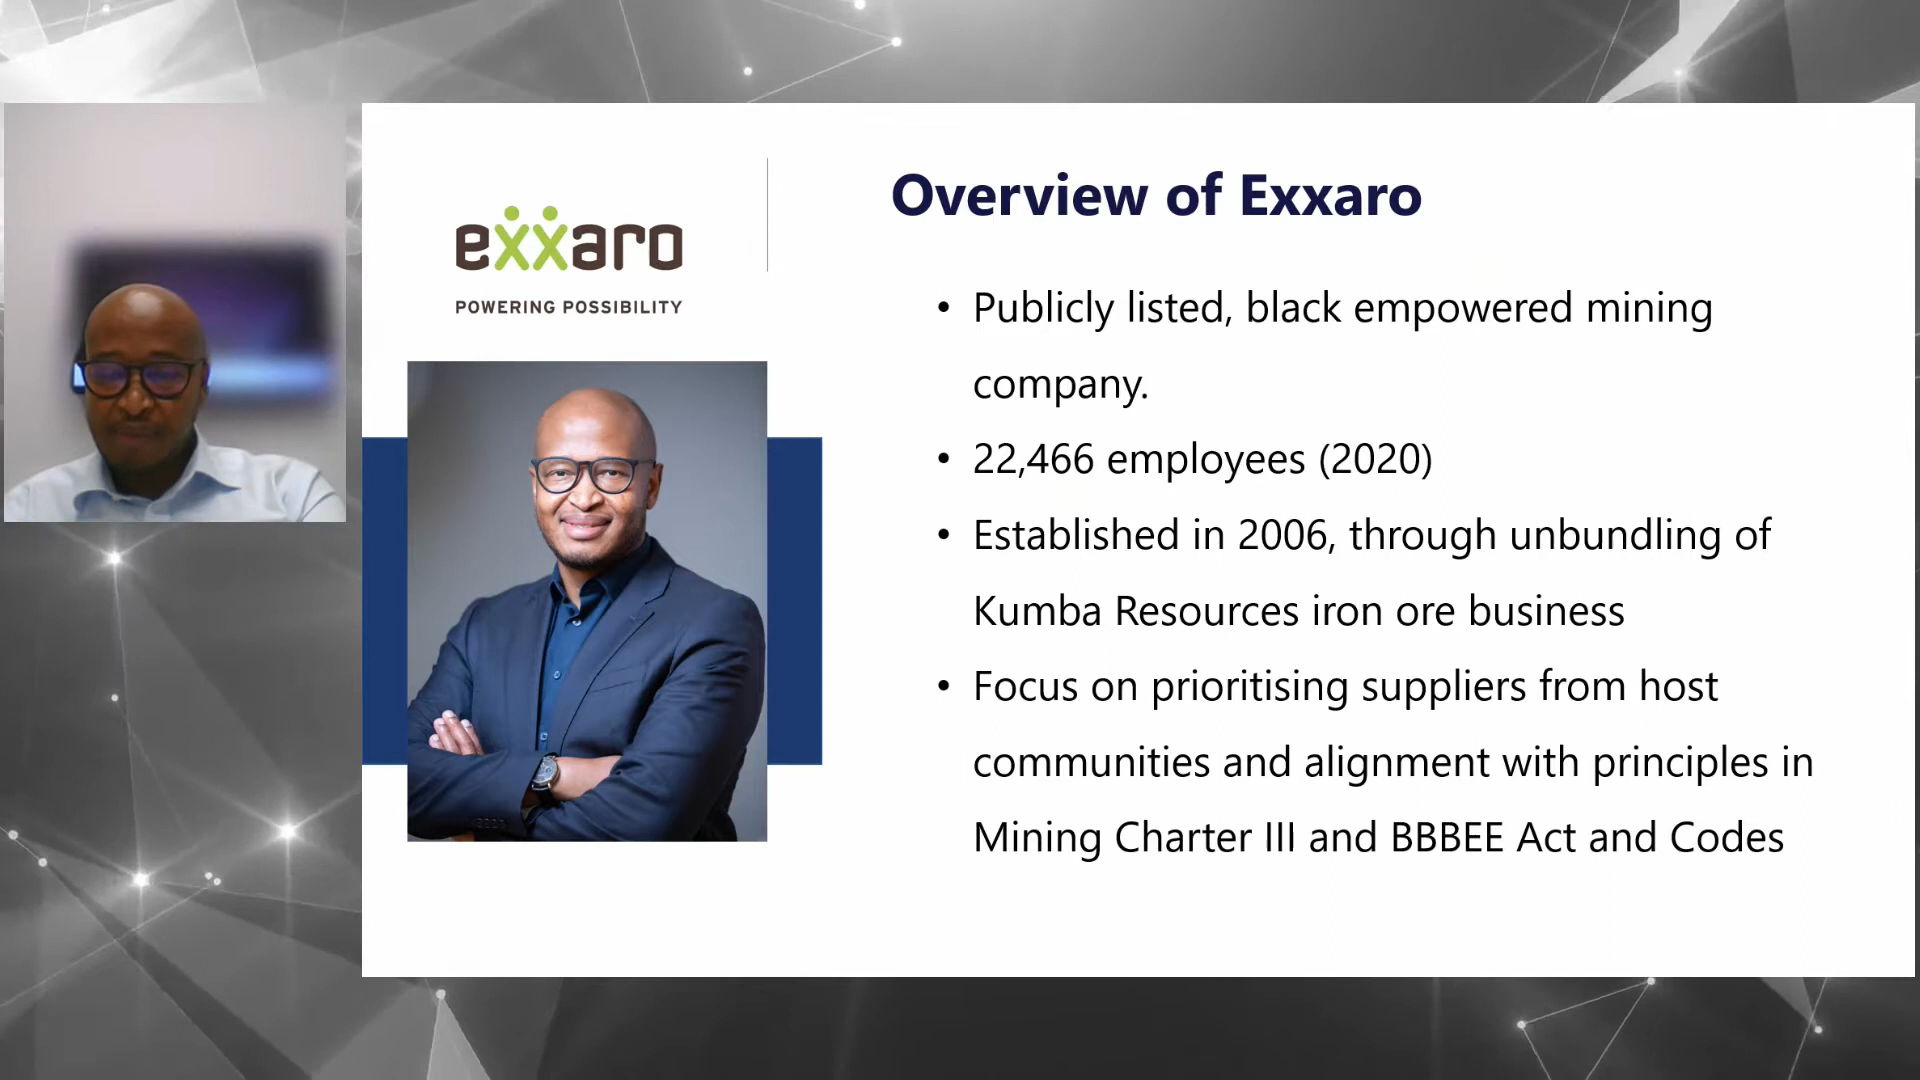 exxaro
POWERING POSSIBILITY
Overview of Exxaro
• Publicly listed, black empowered mining
company.
• 22,466 employees (2020)
• Established in 2006, through unbundling of
Kumba Resources iron ore business
• Focus on prioritising suppliers from host
communities and alignment with principles in
Mining Charter III and BBBEE Act and Codes